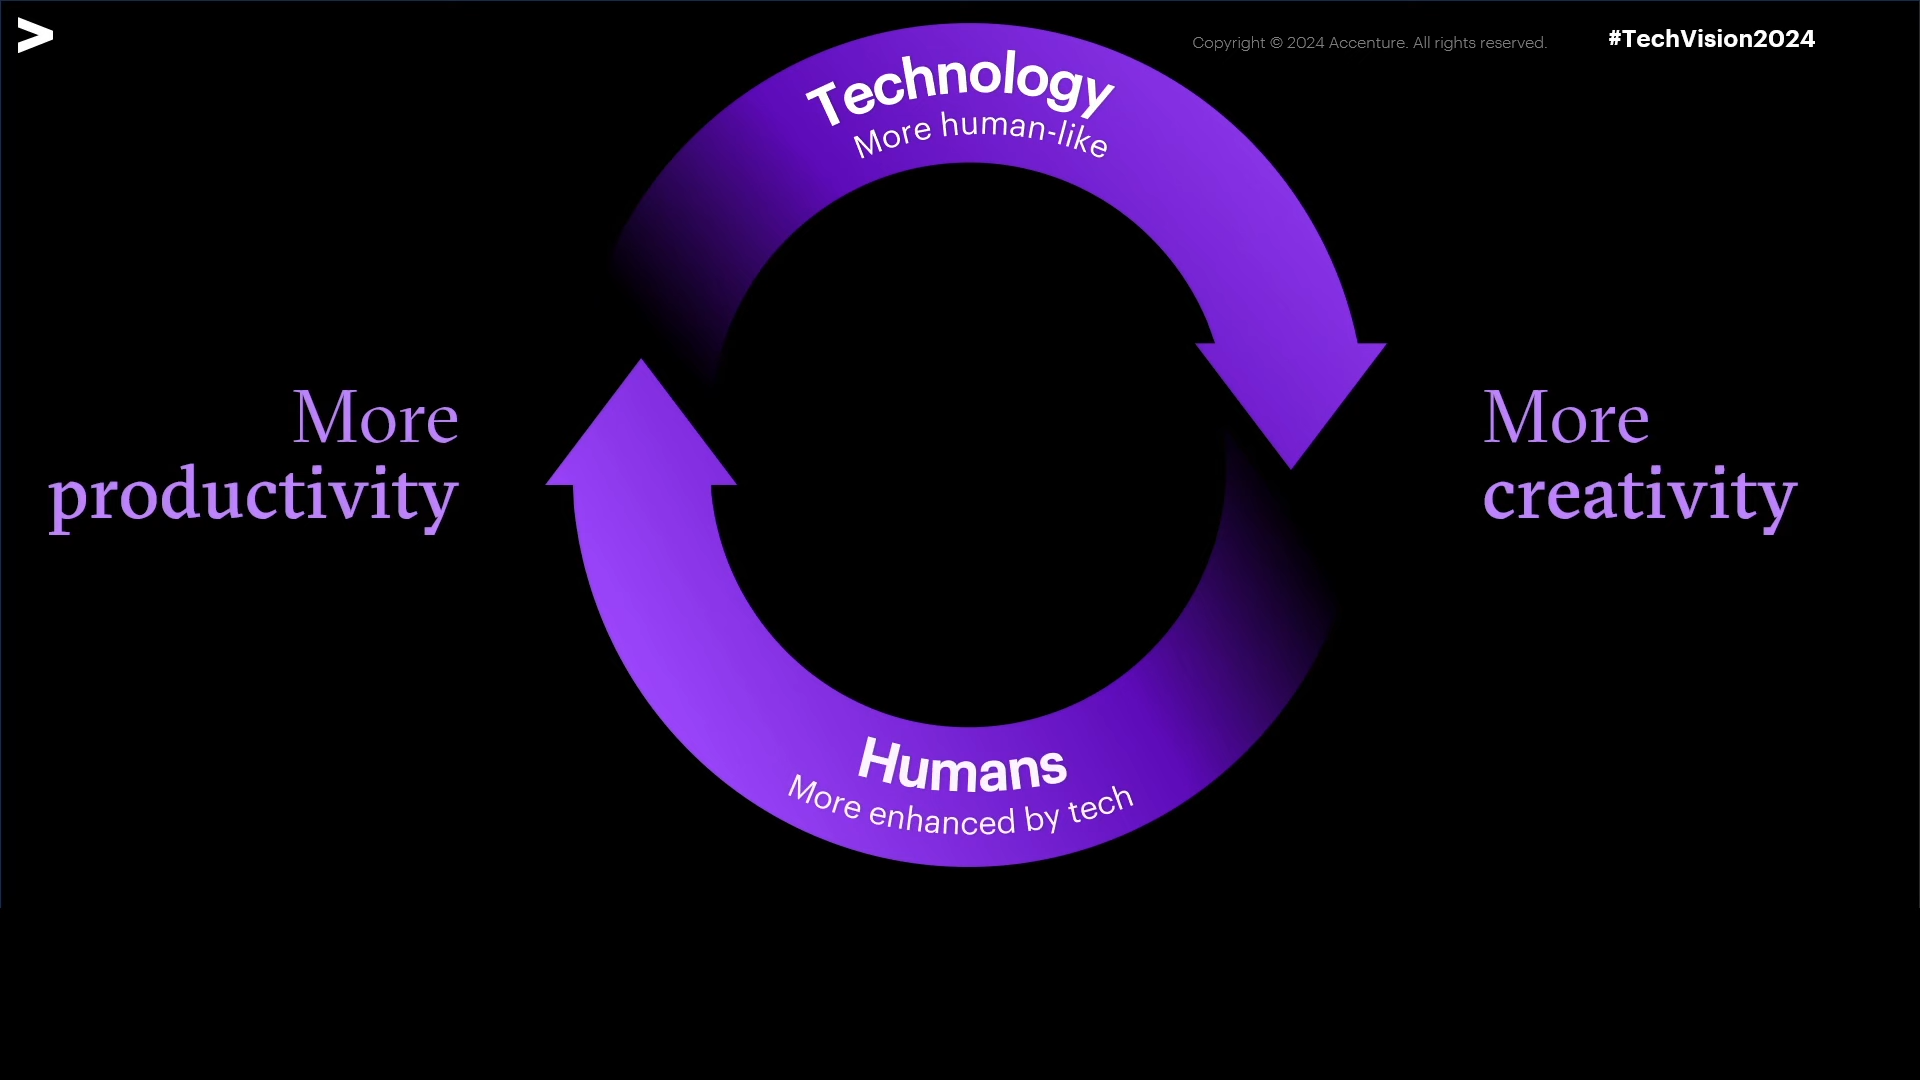 Copyright © 2024 Accenture. All rights reserved.
#TechVision2024
Technology
More human-like
More
productivity
More
creativity
Humans
More enhanced by tech